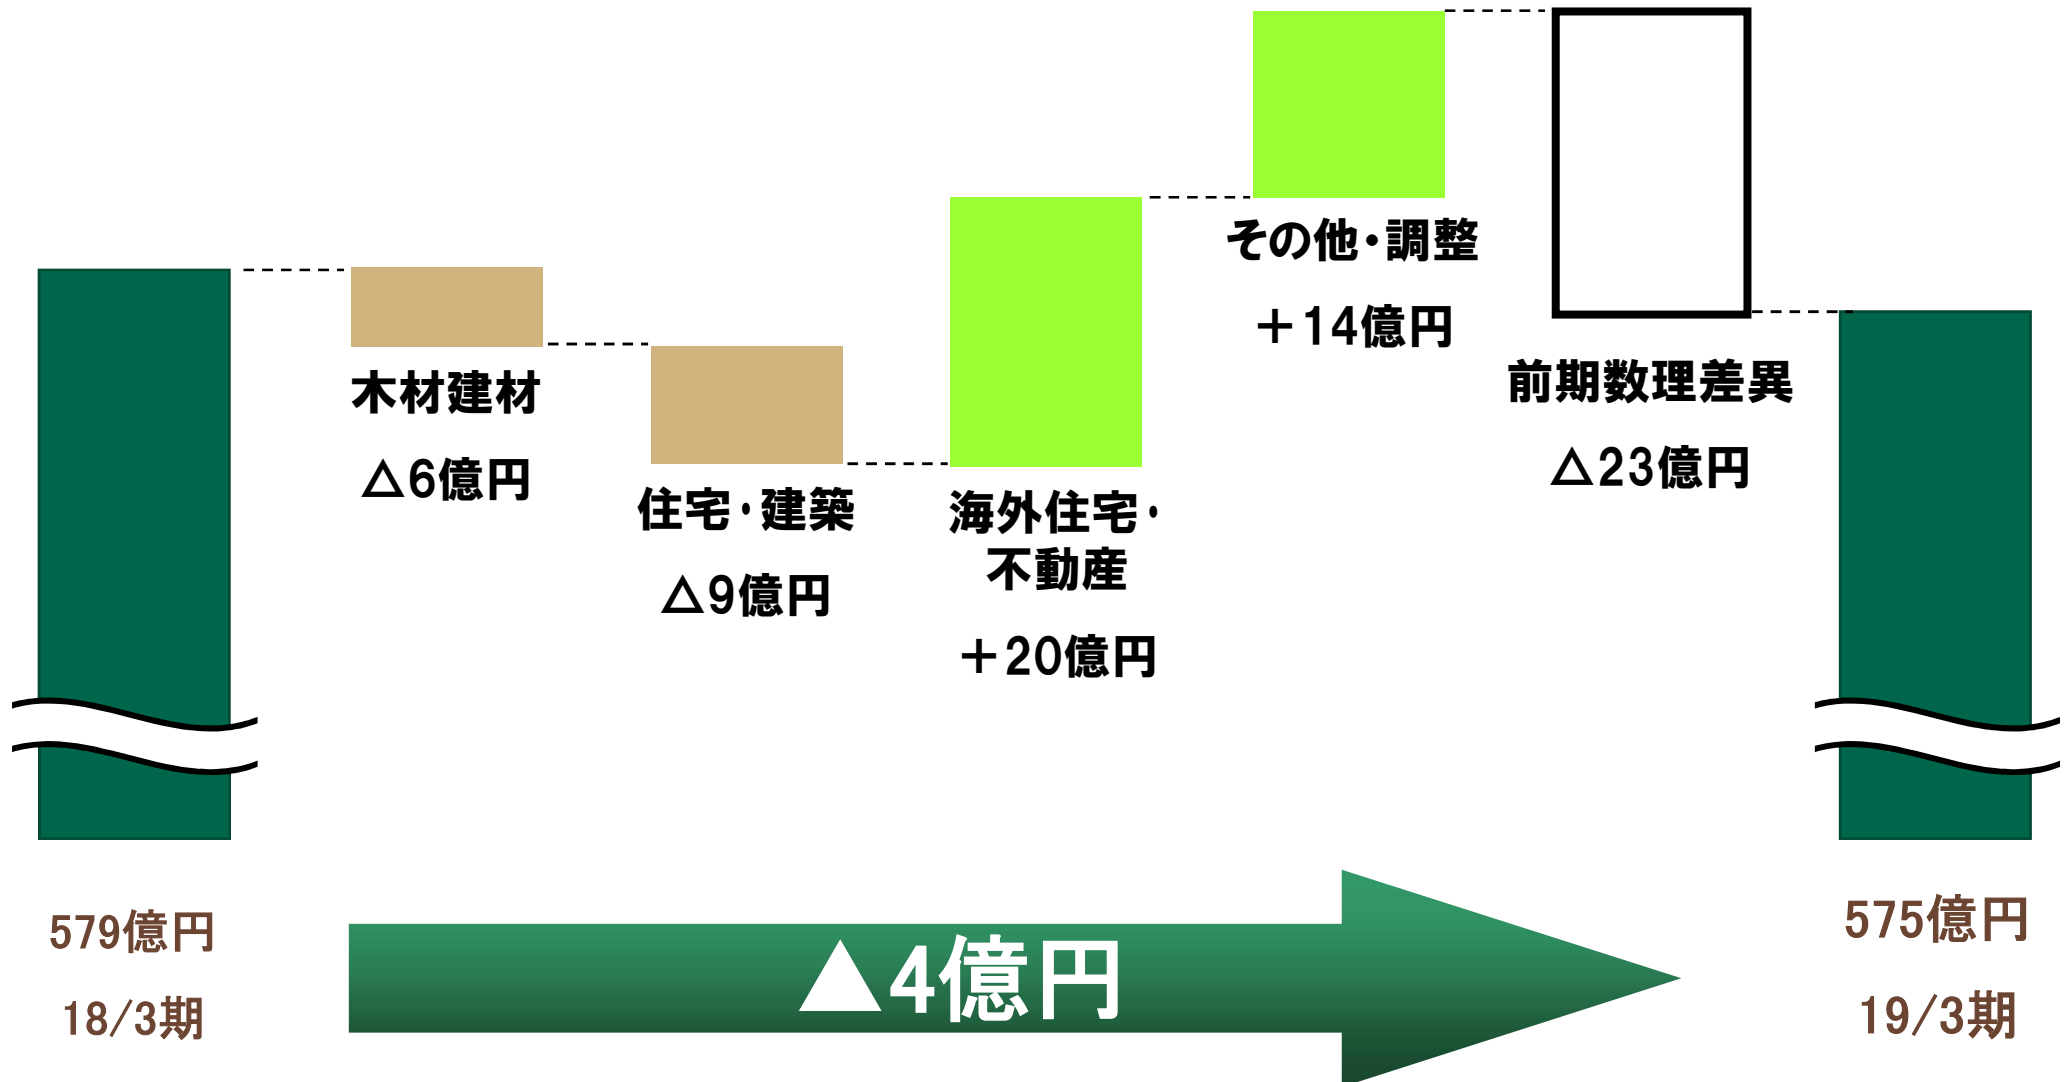 その他・調整
+14億円
前期数理差異
△23億円
木材建材
△6億円
住宅・建築
△9億円
海外住宅・
不動産
+20億円
579億円
18/3期
▲4億円
575億円
19/3期